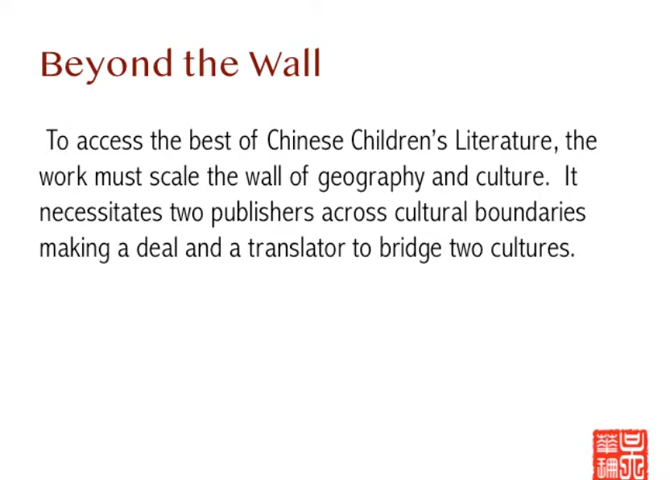 Beyond the Wall
To access the best of Chinese Children's Literature, the
work must scale the wall of geography and culture. It
necessitates two publishers across cultural boundaries
making a deal and a translator to bridge two cultures.